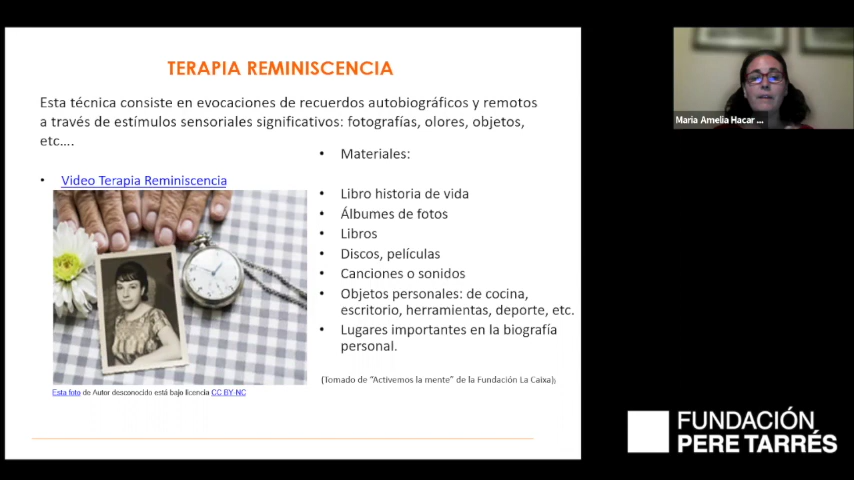 TERAPIA REMINISCENCIA
Esta técnica consiste en evocaciones de recuerdos autobiográficos y remotos
a través de estímulos sensoriales significativos: fotografías, olores, objetos,
etc....
• Video Terapia Reminiscencia
• Materiales:
• Libro historia de vida
• Álbumes de fotos
• Libros
• Discos, películas
• Canciones o sonidos
• Objetos personales: de cocina,
escritorio, herramientas, deporte, etc.
• Lugares importantes en la biografía
personal.
(Tomado de "Activemos la mente" de la Fundación La Caixa);
Esta foto de Autor desconocido está bajo licencia CC BY-NC
Maria Amelia Hacar ...
FUNDACIÓN
PERE TARRÉS